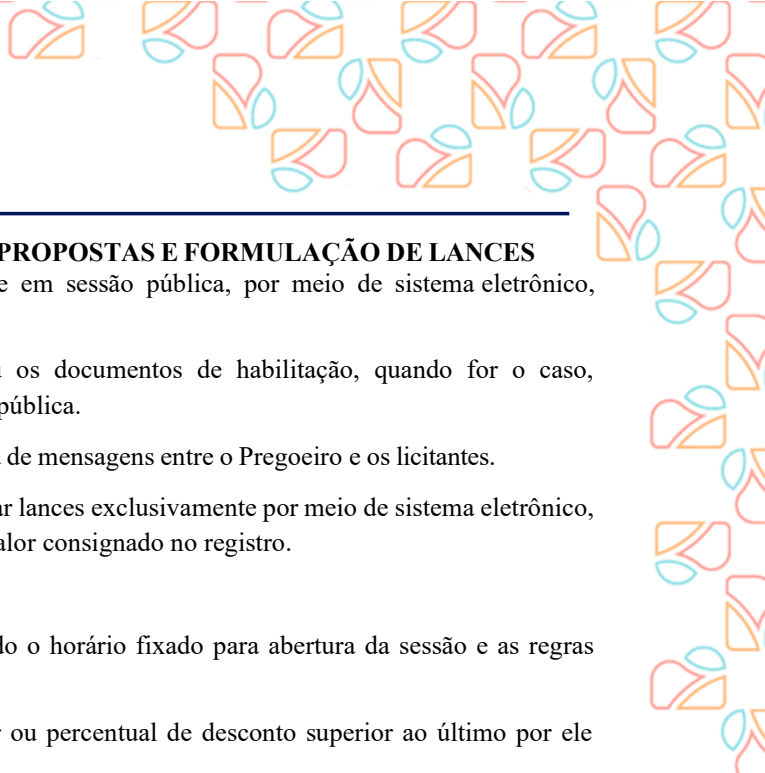 PROPOSTAS E FORMULAÇÃO DE LANCES
e em sessão pública, por meio de sistema eletrônico,
os documentos de habilitação, quando for o caso,
pública.
de mensagens entre o Pregoeiro e os licitantes.
ar lances exclusivamente por meio de sistema eletrônico,
alor consignado no registro.
do o horário fixado para abertura da sessão e as regras
ou percentual de desconto superior ao último por ele